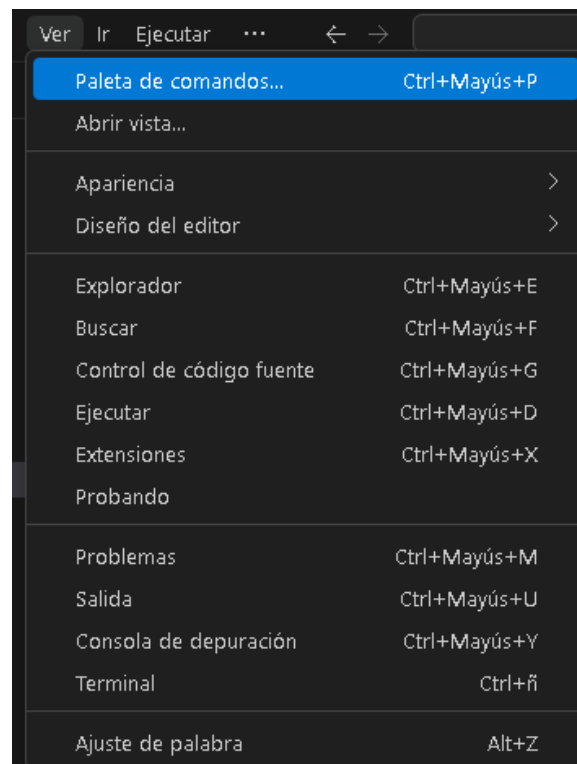 Ver Ir Ejecutar ··· ← →
Paleta de comandos... Ctrl+Mayús+P
Abrir vista...
Apariencia >
Diseño del editor >
Explorador Ctrl+Mayús+E
Buscar Ctrl+Mayús+F
Control de código fuente Ctrl+Mayús+G
Ejecutar Ctrl+Mayús+D
Extensiones Ctrl+Mayús+X
Probando
Problemas Ctrl+Mayús+M
Salida Ctrl+Mayús+U
Consola de depuración Ctrl+Mayús+Y
Terminal Ctrl+ñ
Ajuste de palabra Alt+Z